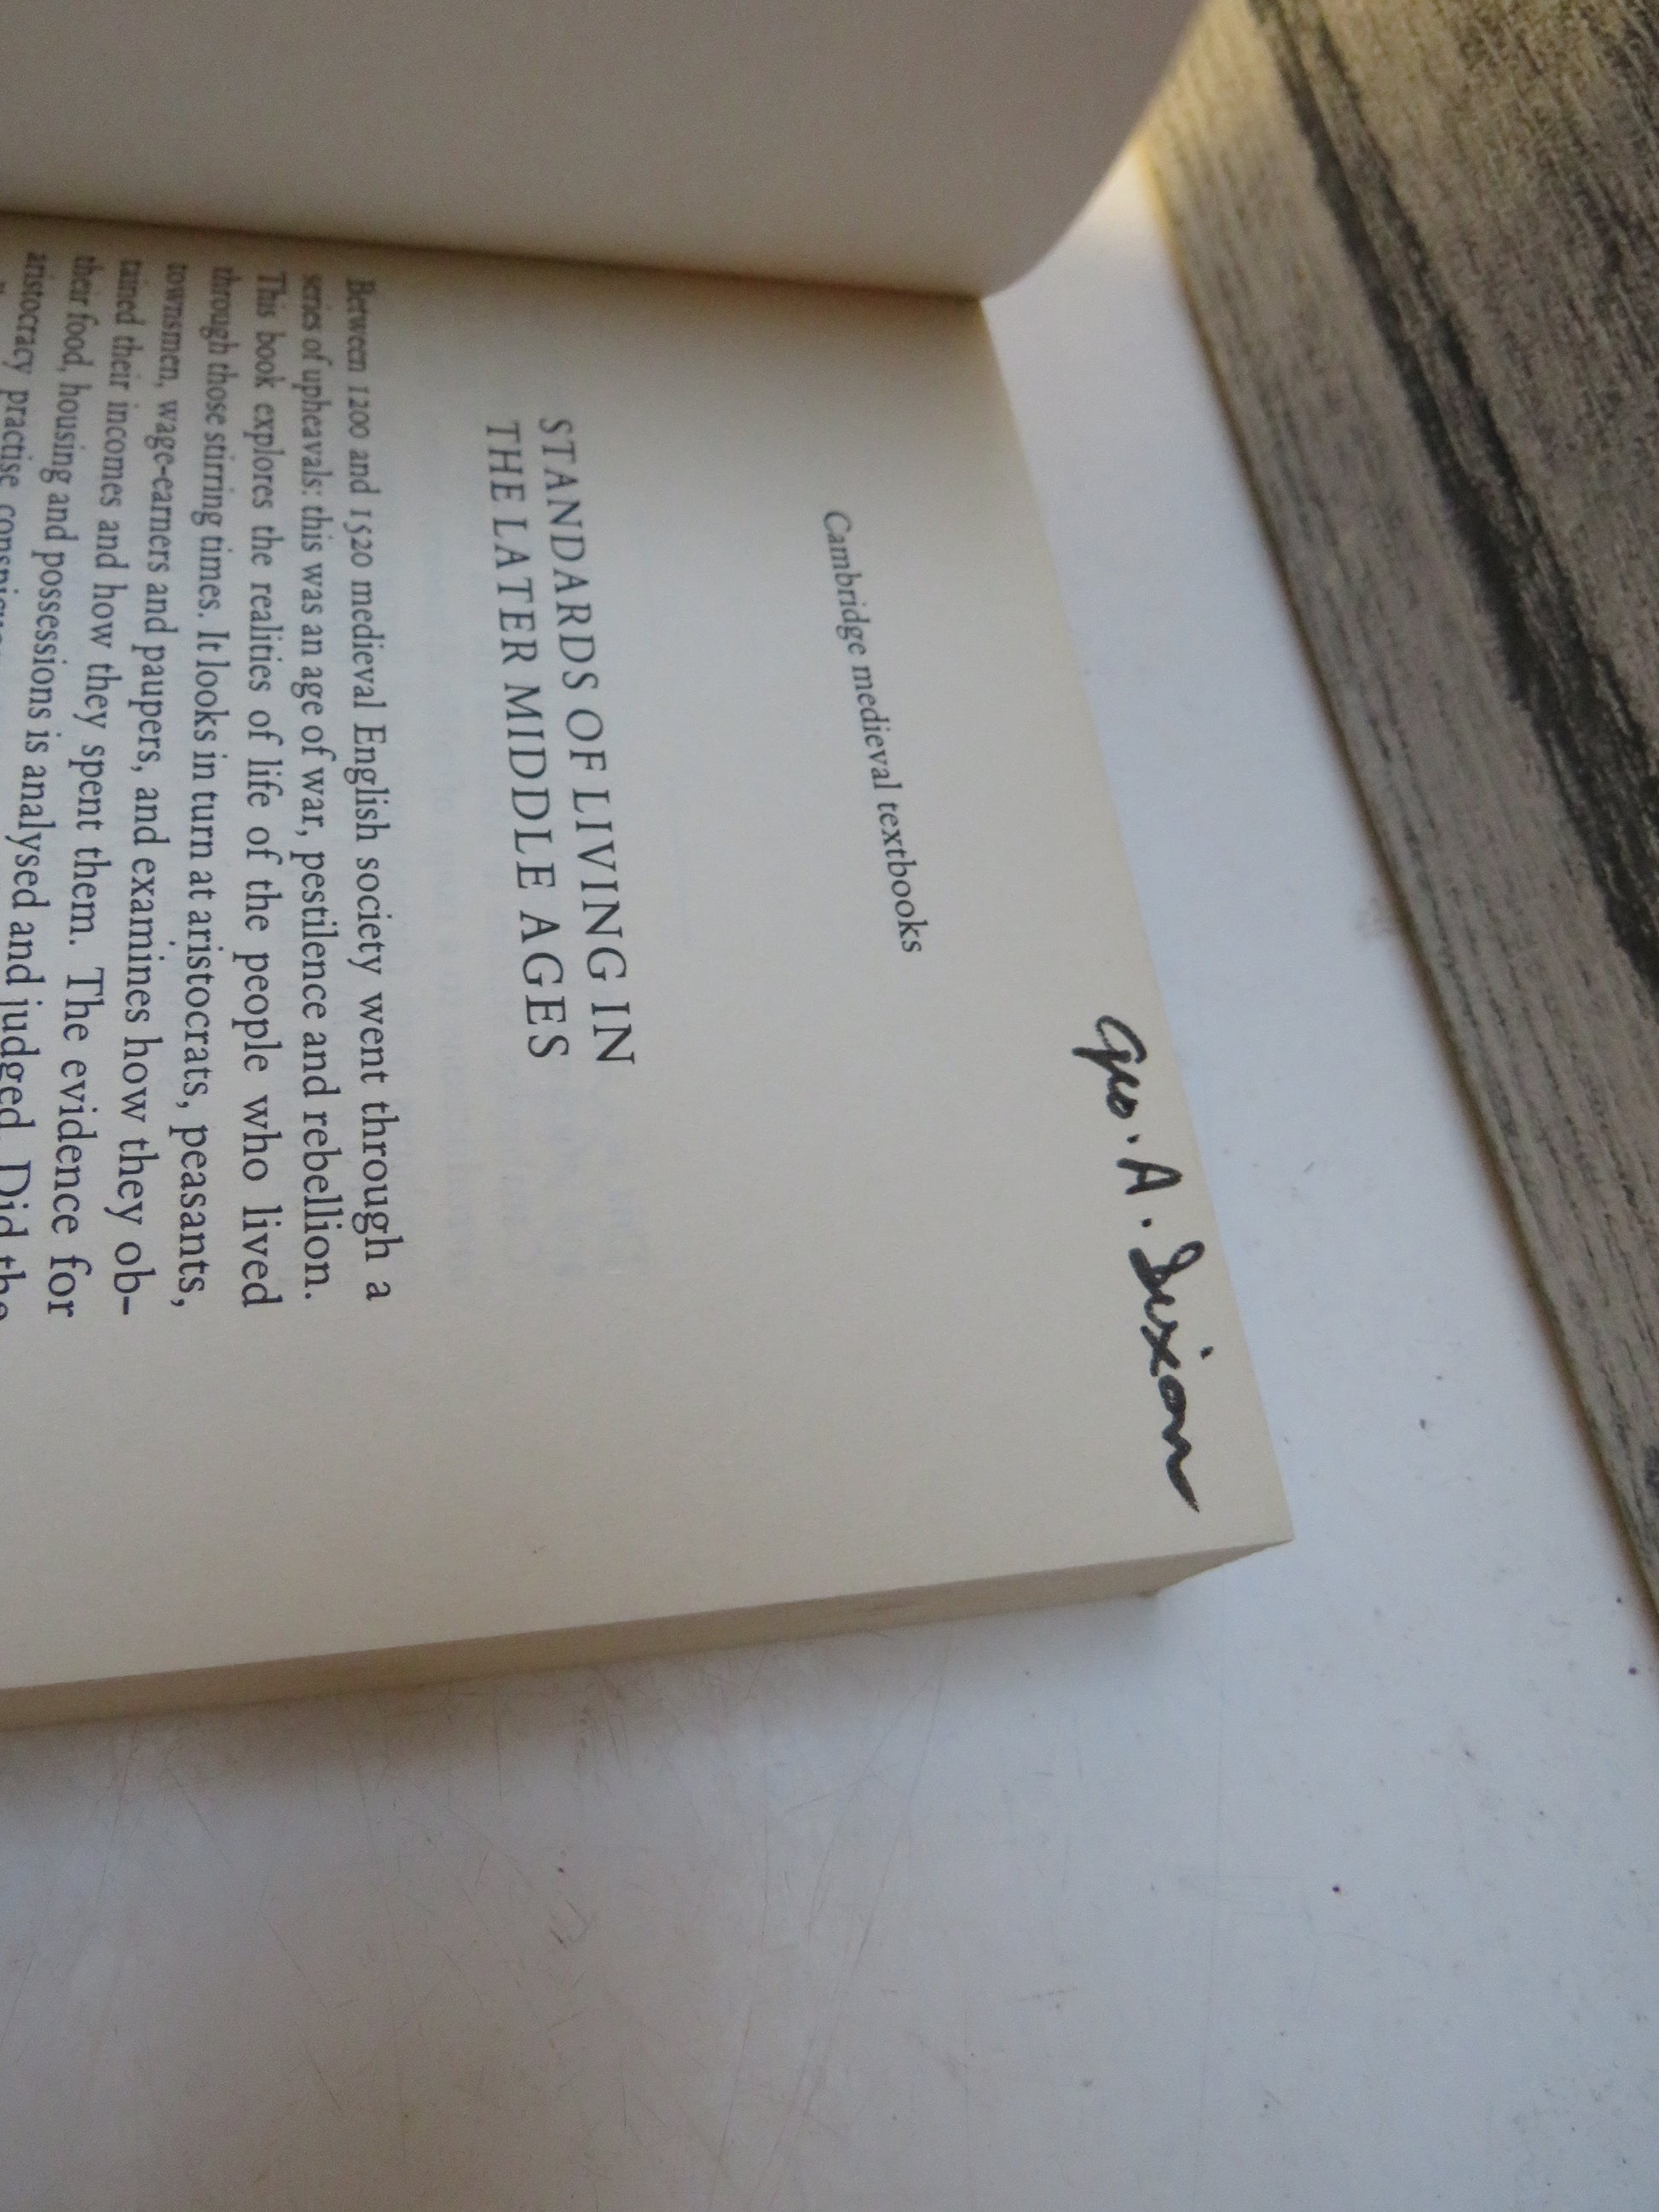 Geo. A. Dixon
Cambridge medieval textbooks
STANDARDS OF LIVING IN
THE LATER MIDDLE AGES
Between 1200 and 1520 medieval English society went through a
series of upheavals: this was an age of war, pestilence and rebellion.
This book explores the realities of life of the people who lived
through those stirring times. It looks in turn at aristocrats, peasants,
townsmen, wage-earners and paupers, and examines how they ob-
tained their incomes and how they spent them. The evidence for
their food, housing and possessions is analysed and judged. Did the
aristocracy practise